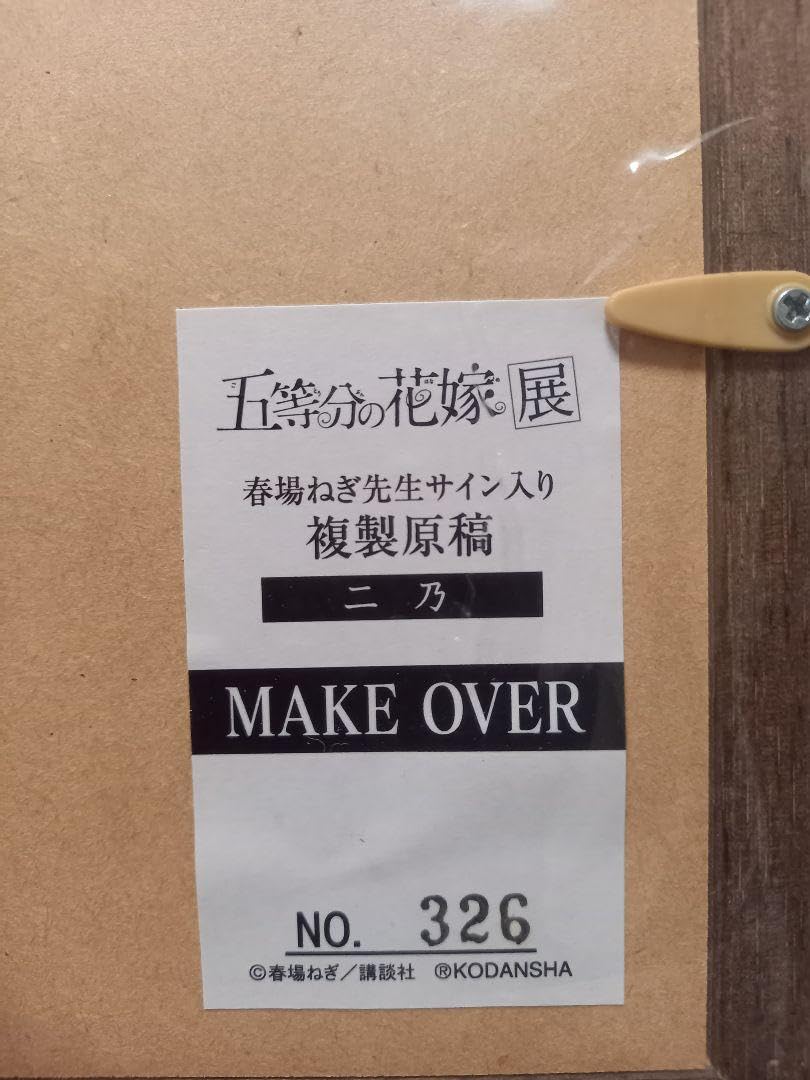 五等分の花嫁 展
春場ねぎ先生サイン入り
複製原稿
二乃
MAKE OVER
NO. 326
©春場ねぎ/講談社 ®KODANSHA